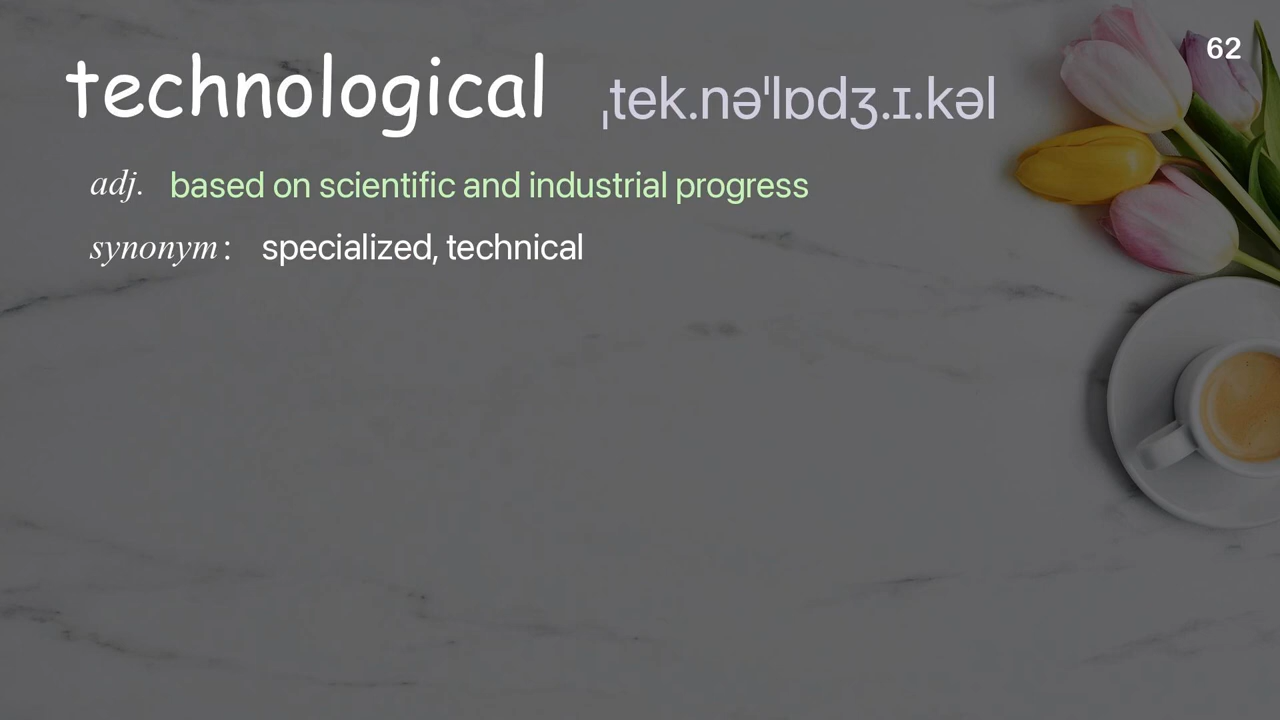 62
technological ˌtek.nəˈlɒdʒ.ɪ.kəl
adj. based on scientific and industrial progress
synonym: specialized, technical